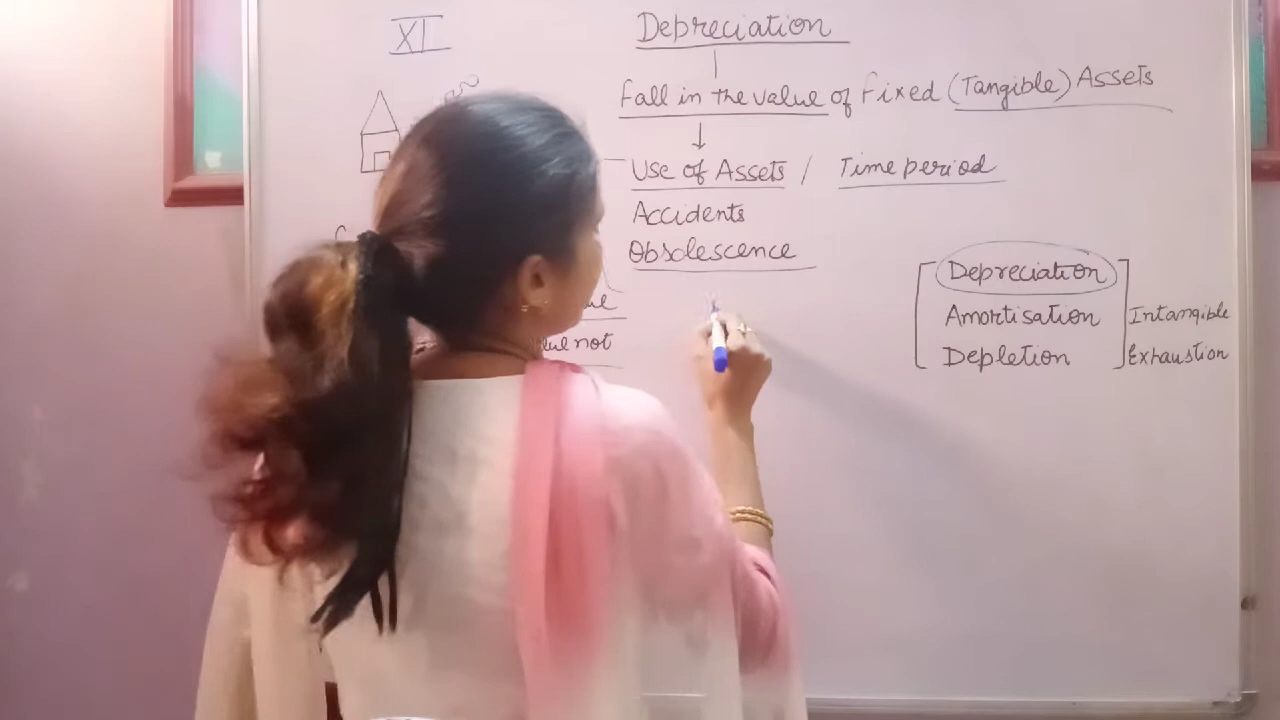 XI
Depreciation
Fall in the value of Fixed (Tangible) Assets
Use of Assets / Time period
Accidents
Obsolescence
not
Depreciation
Amortisation
Intangible
Depletion
Exhaustion